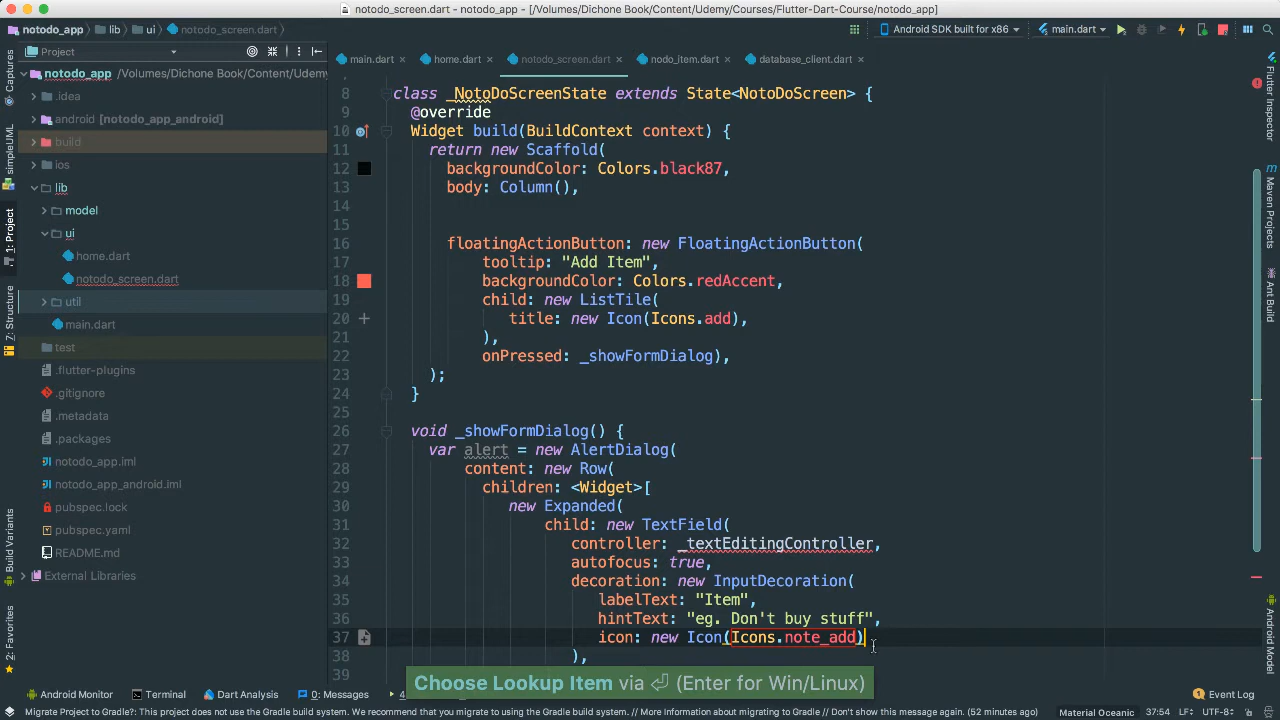 notodo_screen.dart - notodo_app - [/Volumes/Dichone Book/Content/Udemy/Courses/Flutter-Dart-Course/notodo_app]
notodo_app lib ui notodo_screen.dart Android SDK built for x86 main.dart
Project
main.dart home.dart notodo_screen.dart nodo_item.dart database_client.dart
notodo_app /Volumes/Dichone Book/Content/Udemy
.idea
android [notodo_app_android]
build
ios
lib
model
ui
home.dart
notodo_screen.dart
util
main.dart
test
.flutter-plugins
.gitignore
.metadata
.packages
notodo_app.iml
notodo_app_android.iml
pubspec.lock
pubspec.yaml
README.md
External Libraries
Captures
simpleUML
1: Project
Z: Structure
Build Variants
2: Favorites
8 class _NotoDoScreenState extends State<NotoDoScreen> {
9 @override
10 Widget build(BuildContext context) {
11 return new Scaffold(
12 backgroundColor: Colors.black87,
13 body: Column(),
14
15
16 floatingActionButton: new FloatingActionButton(
17 tooltip: "Add Item",
18 backgroundColor: Colors.redAccent,
19 child: new ListTile(
20 title: new Icon(Icons.add),
21 ),
22 onPressed: _showFormDialog),
23 );
24 }
25
26 void _showFormDialog() {
27 var alert = new AlertDialog(
28 content: new Row(
29 children: <Widget>[
30 new Expanded(
31 child: new TextField(
32 controller: _textEditingController,
33 autofocus: true,
34 decoration: new InputDecoration(
35 labelText: "Item",
36 hintText: "eg. Don't buy stuff",
37 icon: new Icon(Icons.note_add)
38 ),
39
Flutter Inspector
Maven Projects
Ant Build
Android Models
Choose Lookup Item via ⏎ (Enter for Win/Linux)
Android Monitor Terminal Dart Analysis 0: Messages 4 Event Log
Migrate Project to Gradle?: This project does not use the Gradle build system. We recommend that you migrate to using the Gradle build system. // More Information about migrating to Gradle // Don't show this message again. (52 minutes ago) Material Oceanic 37:54 LF÷ UTF-8÷